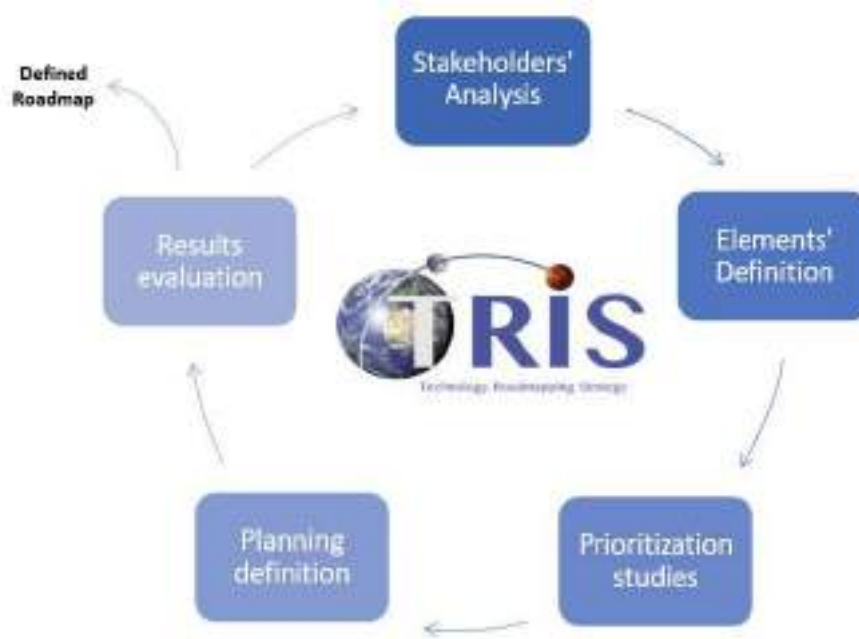 Defined
Roadmap
Stakeholders'
Analysis
Elements'
Definition
Prioritization
studies
Planning
definition
Results
evaluation
TRIS
Technology Roadmapping Strategy